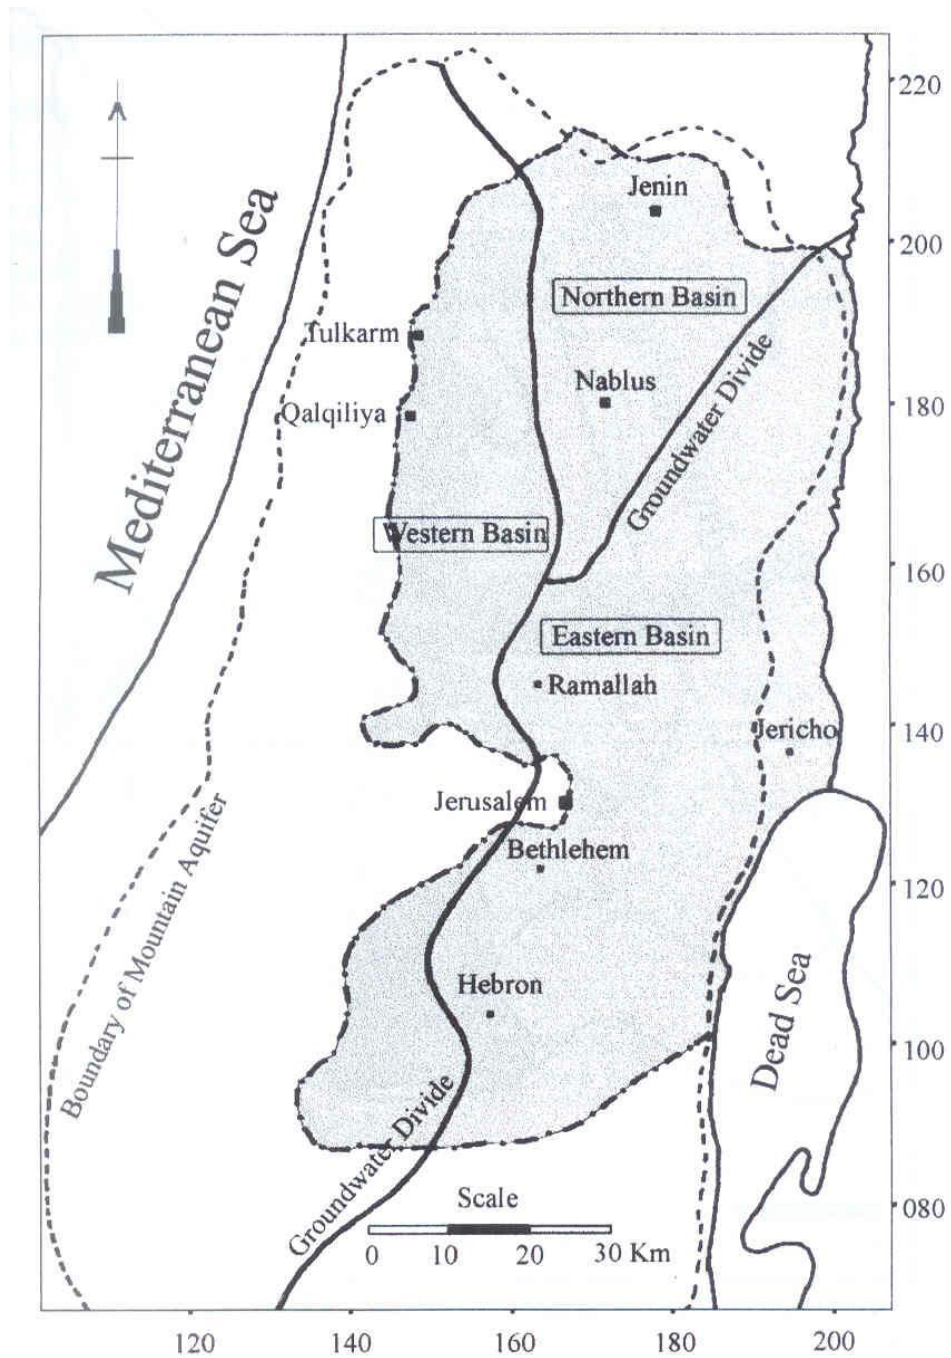 220
Jenin
Mediterranean Sea
200
Northern Basin
Tulkarm
Nablus
Groundwater Divide
Qalqiliya
180
Western Basin
160
Eastern Basin
Ramallah
Jericho
140
Jerusalem
Bethlehem
Boundary of Mountain Aquifer
120
Hebron
Dead Sea
100
Groundwater Divide
Scale
080
0 10 20 30 Km
120 140 160 180 200